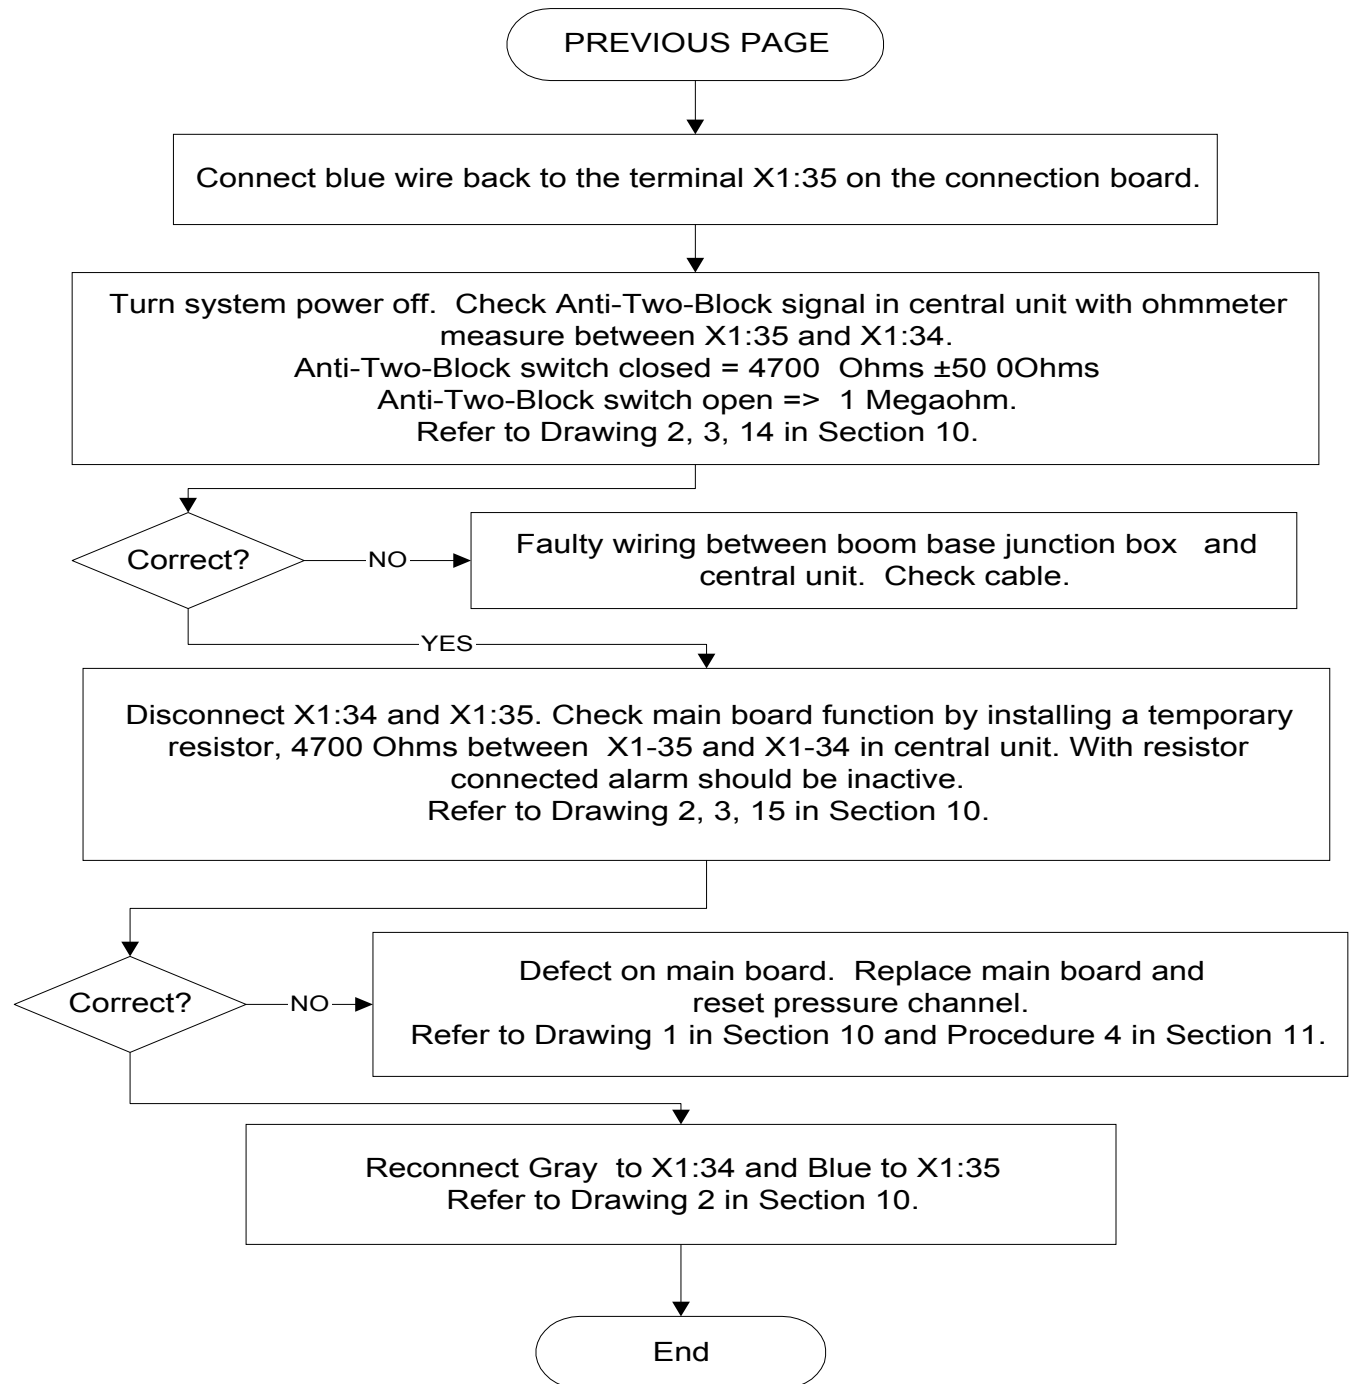 PREVIOUS PAGE
Connect blue wire back to the terminal X1:35 on the connection board.
Turn system power off.  Check Anti-Two-Block signal in central unit with ohmmeter
measure between X1:35 and X1:34.
Anti-Two-Block switch closed = 4700  Ohms ±50 0Ohms
Anti-Two-Block switch open =>  1 Megaohm.
Refer to Drawing 2, 3, 14 in Section 10.
Correct?
NO
Faulty wiring between boom base junction box   and
central unit.  Check cable.
YES
Disconnect X1:34 and X1:35. Check main board function by installing a temporary
resistor, 4700 Ohms between  X1-35 and X1-34 in central unit. With resistor
connected alarm should be inactive.
Refer to Drawing 2, 3, 15 in Section 10.
Correct?
NO
Defect on main board.  Replace main board and
reset pressure channel.
Refer to Drawing 1 in Section 10 and Procedure 4 in Section 11.
Reconnect Gray  to X1:34 and Blue to X1:35
Refer to Drawing 2 in Section 10.
End